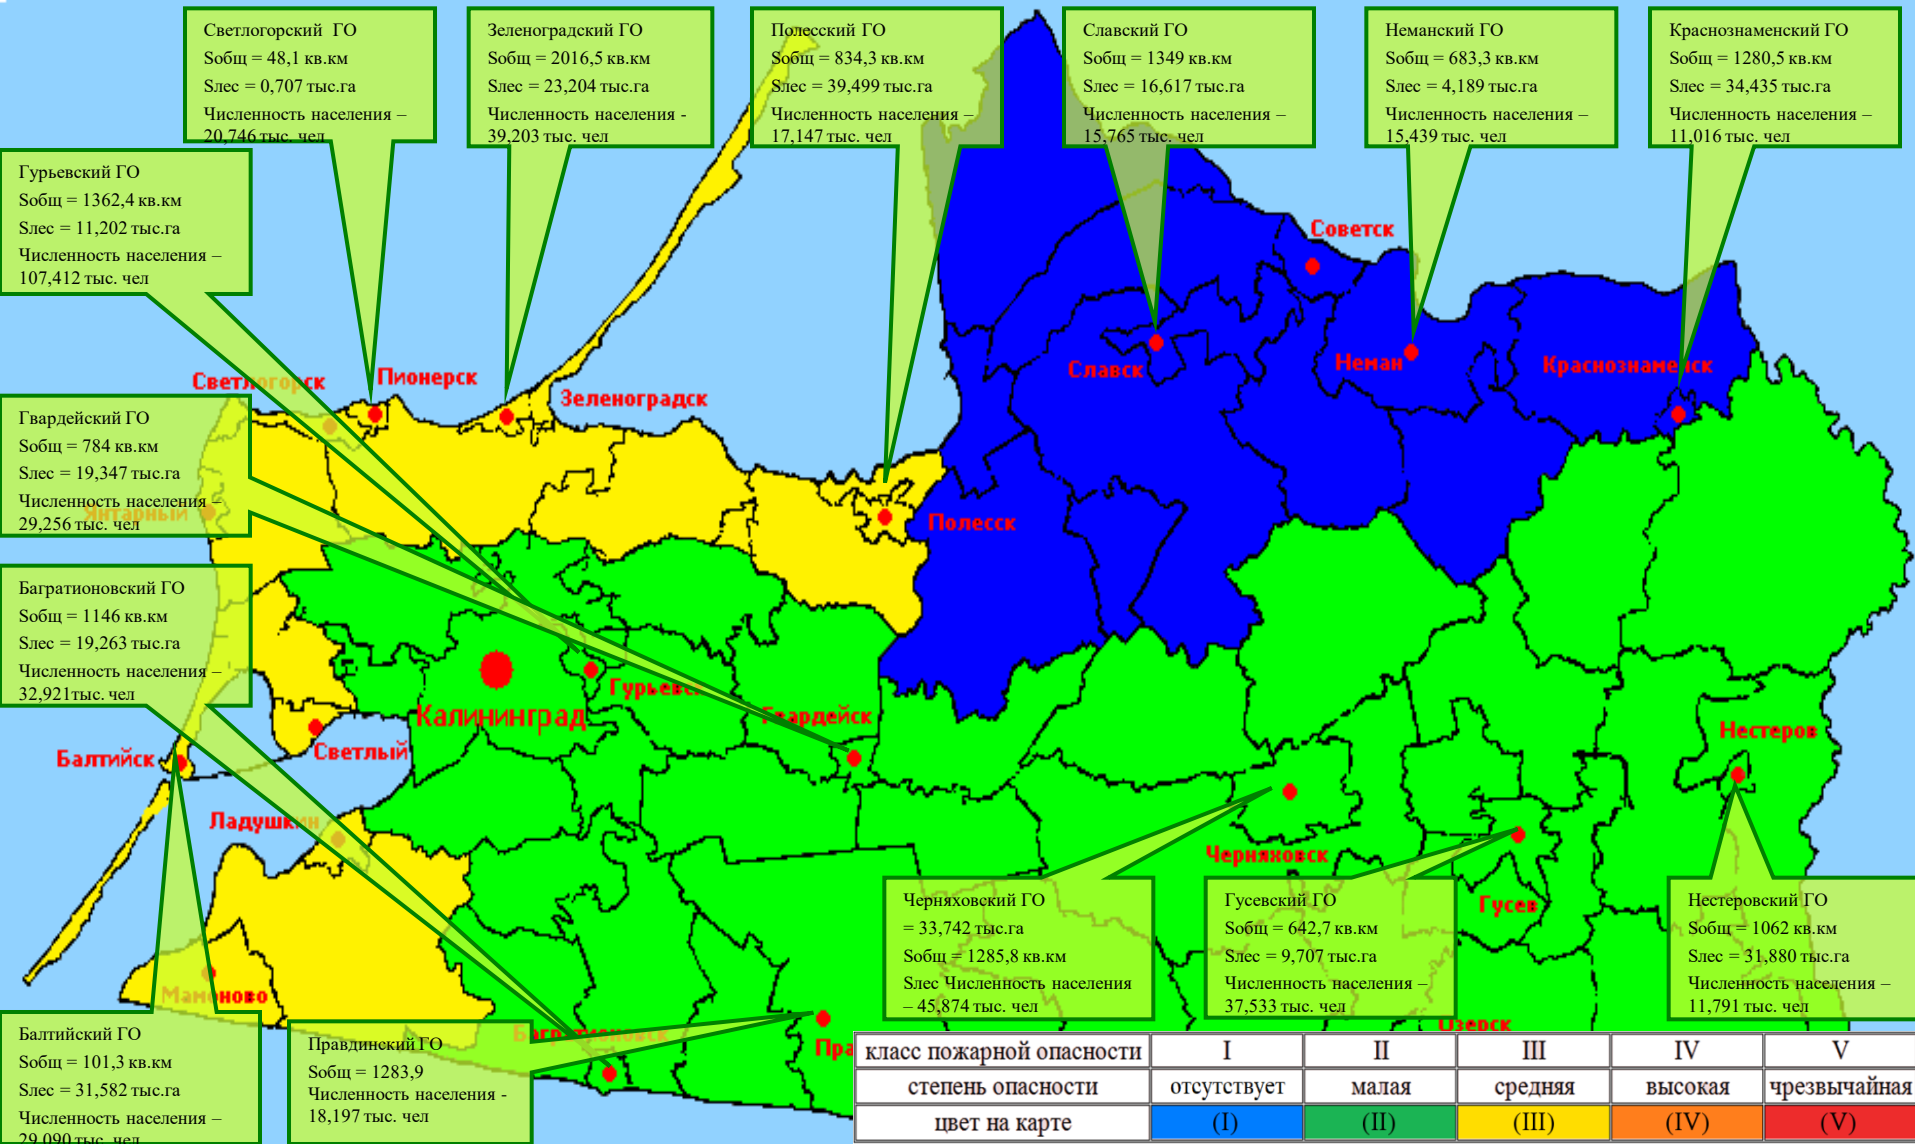 Светлогорский ГО
Sобщ = 48,1 кв.км
Sлес = 0,707 тыс.га
Численность населения –
20,746 тыс. чел
Зеленоградский ГО
Sобщ = 2016,5 кв.км
Sлес = 23,204 тыс.га
Численность населения -
39,203 тыс. чел
Полесский ГО
Sобщ = 834,3 кв.км
Sлес = 39,499 тыс.га
Численность населения –
17,147 тыс. чел
Славский ГО
Sобщ = 1349 кв.км
Sлес = 16,617 тыс.га
Численность населения –
15,765 тыс. чел
Неманский ГО
Sобщ = 683,3 кв.км
Sлес = 4,189 тыс.га
Численность населения –
15,439 тыс. чел
Краснознаменский ГО
Sобщ = 1280,5 кв.км
Sлес = 34,435 тыс.га
Численность населения –
11,016 тыс. чел
Гурьевский ГО
Sобщ = 1362,4 кв.км
Sлес = 11,202 тыс.га
Численность населения –
107,412 тыс. чел
Советск
Славск
Неман
Краснознаменск
Светлогорск
Пионерск
Зеленоградск
Гвардейский ГО
Sобщ = 784 кв.км
Sлес = 19,347 тыс.га
Численность населения –
29,256 тыс. чел
Янтарный
Полесск
Багратионовский ГО
Sобщ = 1146 кв.км
Sлес = 19,263 тыс.га
Численность населения –
32,921тыс. чел
Гурьевск
Калининград
Гвардейск
Нестеров
Балтийск
Светлый
Ладушкин
Черняховск
Гусев
Мамоново
Черняховский ГО
= 33,742 тыс.га
Sобщ = 1285,8 кв.км
Sлес Численность населения
– 45,874 тыс. чел
Гусевский ГО
Sобщ = 642,7 кв.км
Sлес = 9,707 тыс.га
Численность населения –
37,533 тыс. чел
Нестеровский ГО
Sобщ = 1062 кв.км
Sлес = 31,880 тыс.га
Численность населения –
11,791 тыс. чел
Озерск
Багратионовск
Пра
Балтийский ГО
Sобщ = 101,3 кв.км
Sлес = 31,582 тыс.га
Численность населения –
29,090 тыс. чел
Правдинский ГО
Sобщ = 1283,9
Численность населения -
18,197 тыс. чел
класс пожарной опасности I II III IV V
степень опасности отсутствует малая средняя высокая чрезвычайная
цвет на карте (I) (II) (III) (IV) (V)